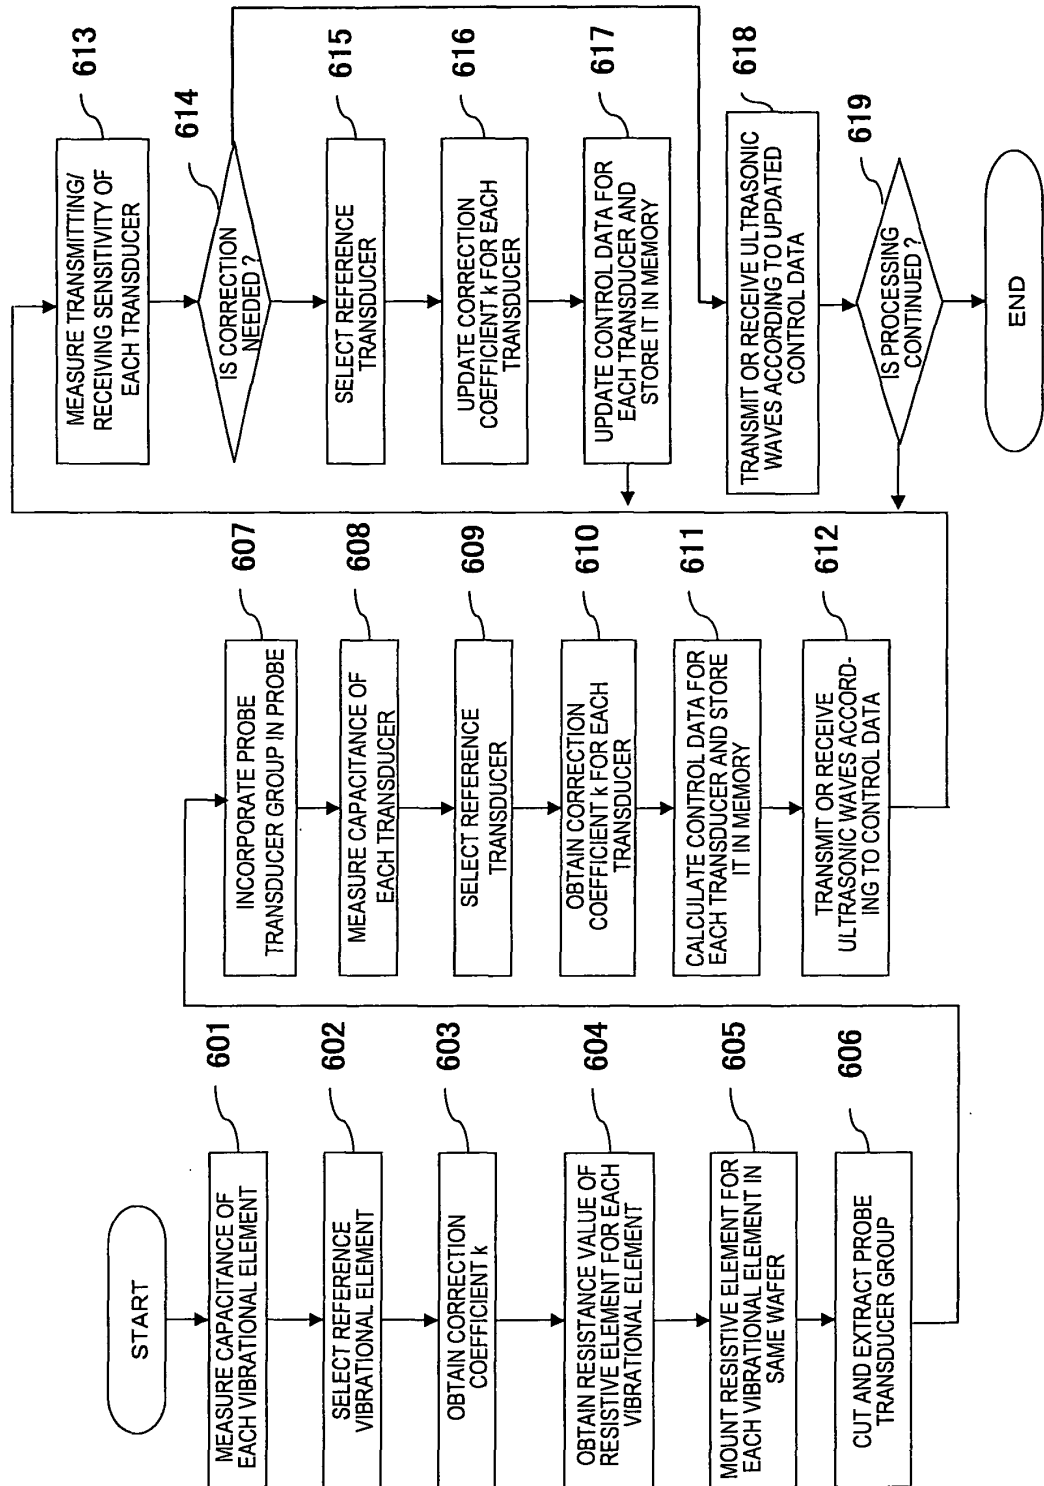 START
MEASURE CAPACITANCE OF
EACH VIBRATIONAL ELEMENT
601
SELECT REFERENCE
VIBRATIONAL ELEMENT
602
OBTAIN CORRECTION
COEFFICIENT k
603
OBTAIN RESISTANCE VALUE OF
RESISTIVE ELEMENT FOR EACH
VIBRATIONAL ELEMENT
604
MOUNT RESISTIVE ELEMENT FOR
EACH VIBRATIONAL ELEMENT IN
SAME WAFER
605
CUT AND EXTRACT PROBE
TRANSDUCER GROUP
606
INCORPORATE PROBE
TRANSDUCER GROUP IN PROBE
607
MEASURE CAPACITANCE OF
EACH TRANSDUCER
608
SELECT REFERENCE
TRANSDUCER
609
OBTAIN CORRECTION
COEFFICIENT k FOR EACH
TRANSDUCER
610
CALCULATE CONTROL DATA FOR
EACH TRANSDUCER AND STORE
IT IN MEMORY
611
TRANSMIT OR RECEIVE
ULTRASONIC WAVES ACCORD-
ING TO CONTROL DATA
612
MEASURE TRANSMITTING/
RECEIVING SENSITIVITY OF
EACH TRANSDUCER
613
IS CORRECTION
NEEDED ?
614
SELECT REFERENCE
TRANSDUCER
615
UPDATE CORRECTION
COEFFICIENT k FOR EACH
TRANSDUCER
616
UPDATE CONTROL DATA FOR
EACH TRANSDUCER AND
STORE IT IN MEMORY
617
TRANSMIT OR RECEIVE ULTRASONIC
WAVES ACCORDING TO UPDATED
CONTROL DATA
618
IS PROCESSING
CONTINUED ?
619
END